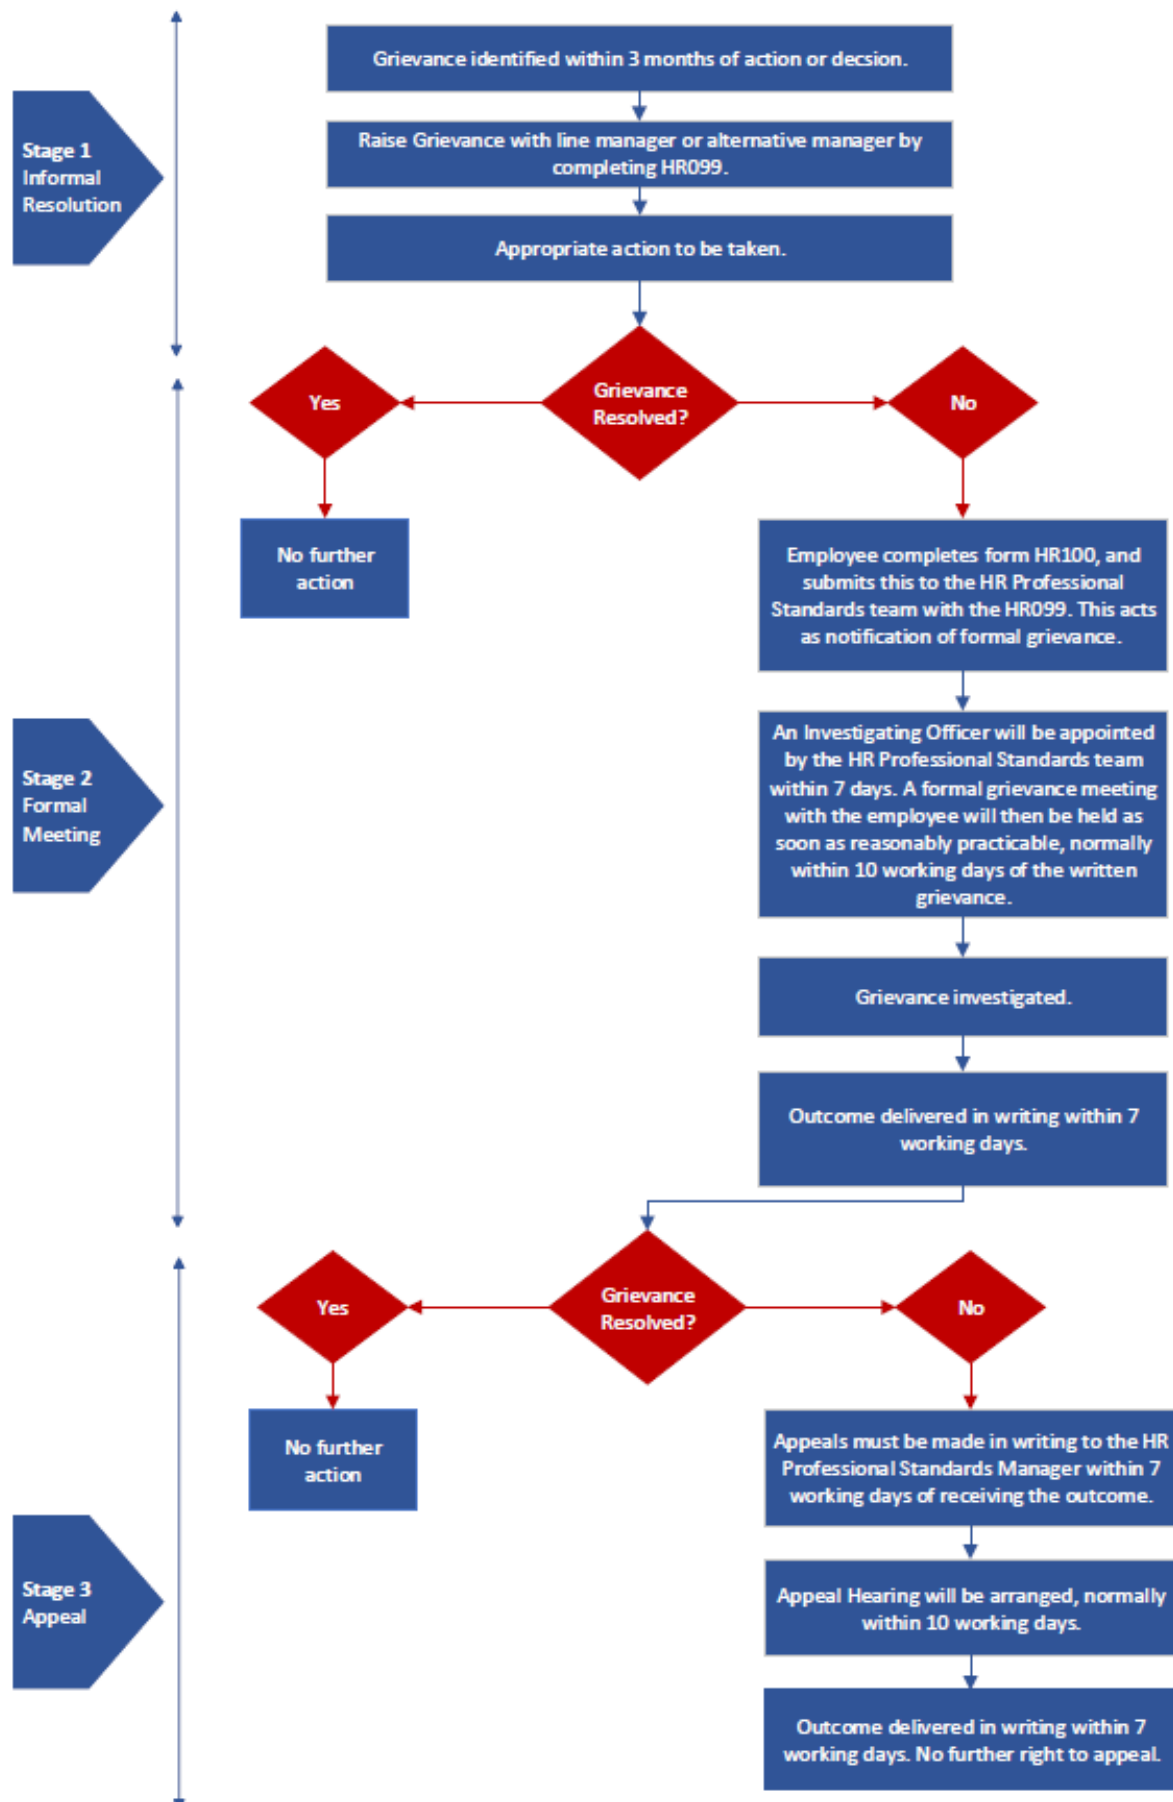 Grievance identified within 3 months of action or decsion.
Stage 1
Informal
Resolution
Raise Grievance with line manager or alternative manager by
completing HR099.
Appropriate action to be taken.
Grievance
Resolved?
Yes
No
No further
action
Employee completes form HR100, and
submits this to the HR Professional
Standards team with the HR099. This acts
as notification of formal grievance.
Stage 2
Formal
Meeting
An Investigating Officer will be appointed
by the HR Professional Standards team
within 7 days. A formal grievance meeting
with the employee will then be held as
soon as reasonably practicable, normally
within 10 working days of the written
grievance.
Grievance investigated.
Outcome delivered in writing within 7
working days.
Grievance
Resolved?
Yes
No
No further
action
Appeals must be made in writing to the HR
Professional Standards Manager within 7
working days of receiving the outcome.
Stage 3
Appeal
Appeal Hearing will be arranged, normally
within 10 working days.
Outcome delivered in writing within 7
working days. No further right to appeal.